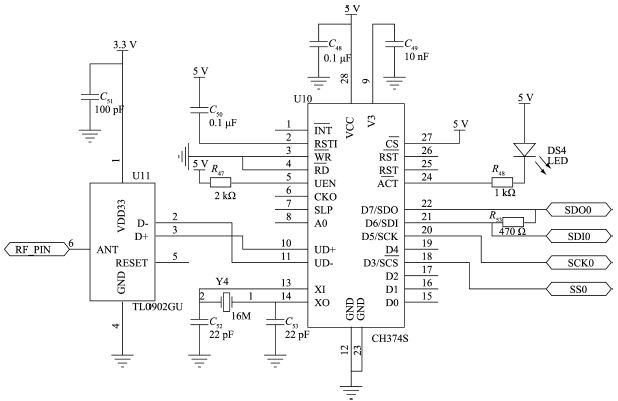 5 V
C48
0.1 μF
C49
10 nF
28
9
3.3 V
C51
100 pF
1
5 V
C50
0.1 μF
U10
VCC
V3
1 INT
2 RSTI
3 WR
4 RD
5 UEN
6 CKO
7 SLP
8 A0
10 UD+
11 UD-
13 XI
14 XO
5 V
R47
2 kΩ
CS 27
RST 26
RST 25
ACT 24
D7/SDO 22
D6/SDI 21
D5/SCK 20
D4 19
D3/SCS 18
D2 17
D1 16
D0 15
GND
GND
12
23
CH374S
5 V
5 V
DS4
LED
R48
1 kΩ
R53
470 Ω
SDO0
SDI0
SCK0
SS0
U11
VDD33
D- 2
D+ 3
ANT
RESET 5
GND
4
TL0902GU
RF_PIN 6
Y4
2 1
16M
C52
22 pF
C53
22 pF